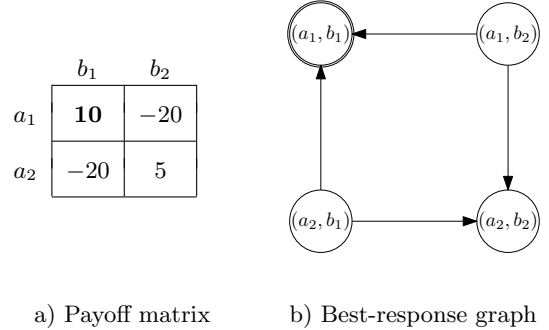 b₁ b₂
a₁ 10 −20
a₂ −20 5
(a₁, b₁) (a₁, b₂)
(a₂, b₁) (a₂, b₂)
a) Payoff matrix b) Best-response graph